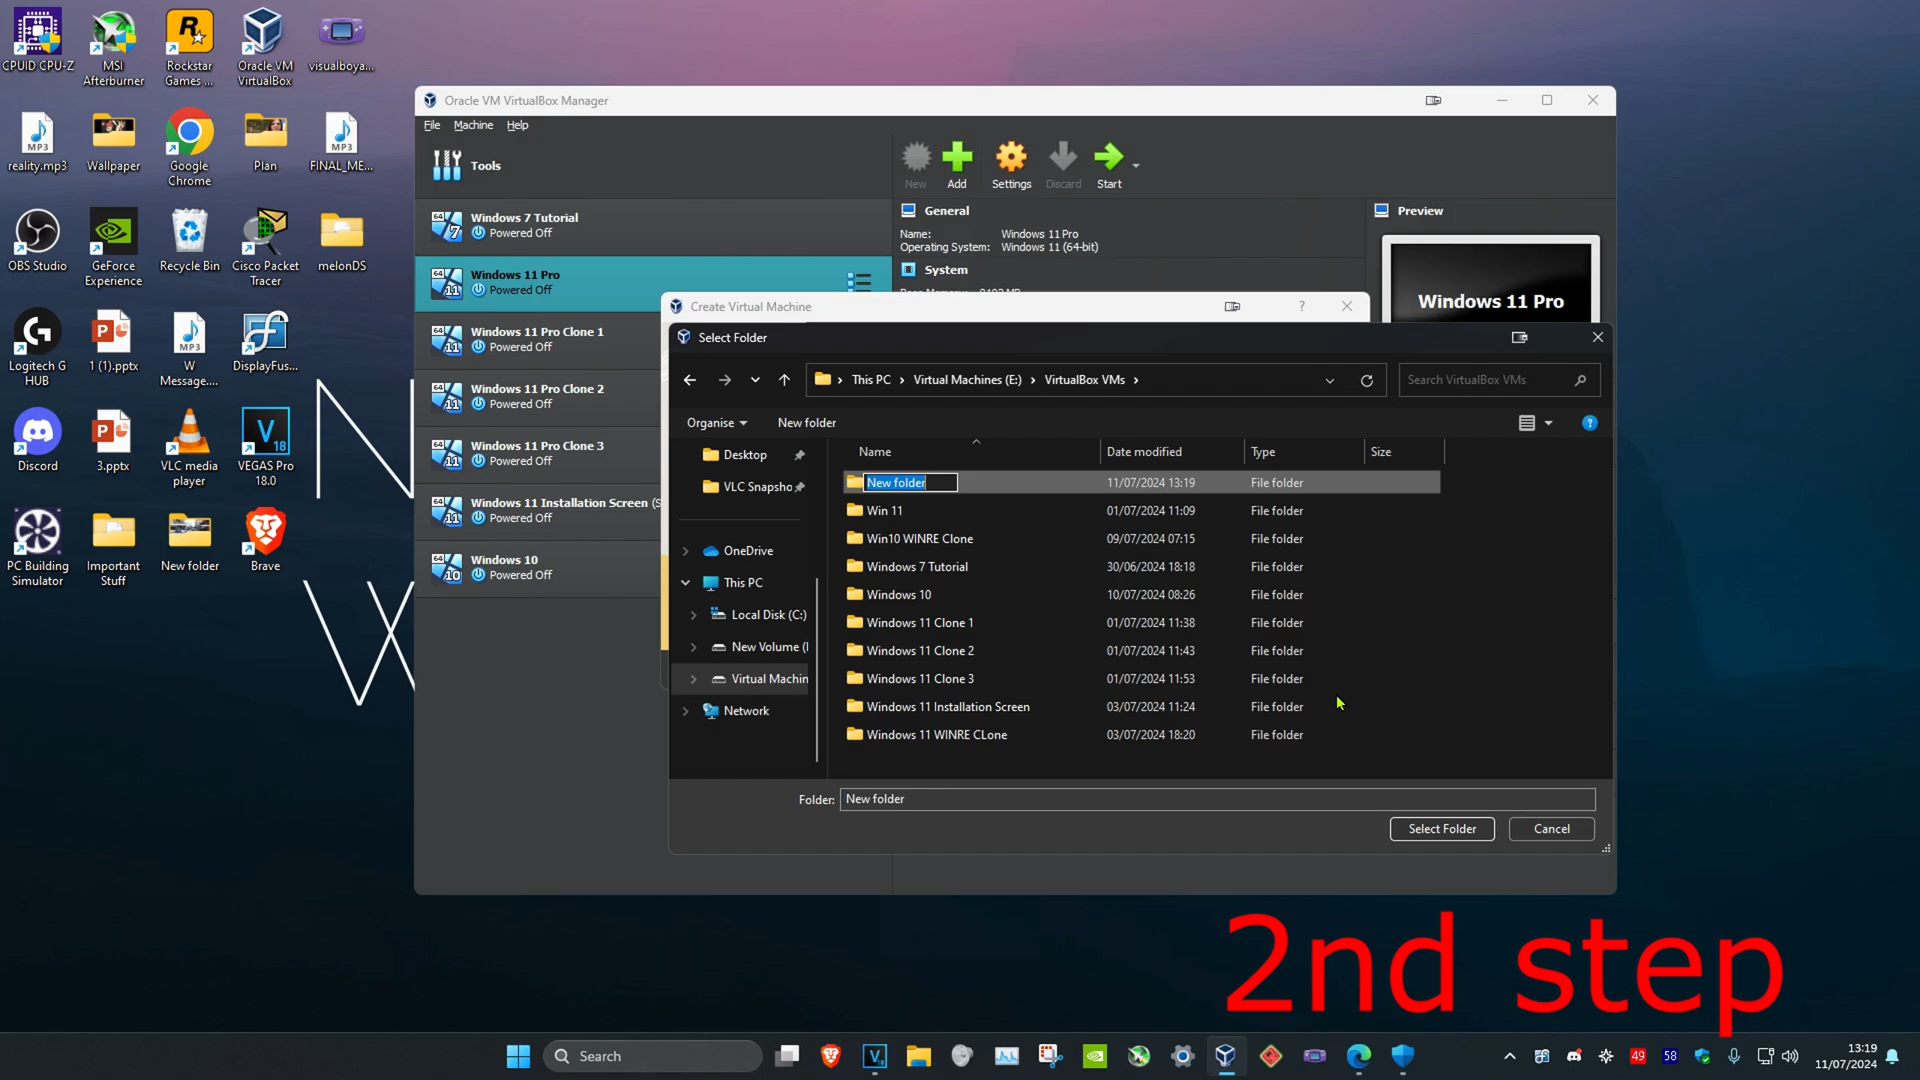 CPUID CPU-Z
MSI Afterburner
Rockstar Games ...
Oracle VM VirtualBox
visualboya...
reality.mp3
Wallpaper
Google Chrome
Plan
FINAL_ME...
OBS Studio
GeForce Experience
Recycle Bin
Cisco Packet Tracer
melonDS
Logitech G HUB
1 (1).pptx
W Message....
DisplayFus...
Discord
3.pptx
VLC media player
VEGAS Pro 18.0
PC Building Simulator
Important Stuff
New folder
Brave
Oracle VM VirtualBox Manager
File Machine Help
Tools
New Add Settings Discard Start
Windows 7 Tutorial
Powered Off
Windows 11 Pro
Powered Off
Windows 11 Pro Clone 1
Powered Off
Windows 11 Pro Clone 2
Powered Off
Windows 11 Pro Clone 3
Powered Off
Windows 11 Installation Screen (S
Powered Off
Windows 10
Powered Off
General
Name: Windows 11 Pro
Operating System: Windows 11 (64-bit)
System
Preview
Windows 11 Pro
Create Virtual Machine
Select Folder
This PC > Virtual Machines (E:) > VirtualBox VMs >
Search VirtualBox VMs
Organise New folder
Desktop
VLC Snapsho
OneDrive
This PC
Local Disk (C:)
New Volume (
Virtual Machin
Network
Name Date modified Type Size
New folder 11/07/2024 13:19 File folder
Win 11 01/07/2024 11:09 File folder
Win10 WINRE Clone 09/07/2024 07:15 File folder
Windows 7 Tutorial 30/06/2024 18:18 File folder
Windows 10 10/07/2024 08:26 File folder
Windows 11 Clone 1 01/07/2024 11:38 File folder
Windows 11 Clone 2 01/07/2024 11:43 File folder
Windows 11 Clone 3 01/07/2024 11:53 File folder
Windows 11 Installation Screen 03/07/2024 11:24 File folder
Windows 11 WINRE CLone 03/07/2024 18:20 File folder
Folder: New folder
Select Folder Cancel
2nd step
Search
49
58
13:19
11/07/2024